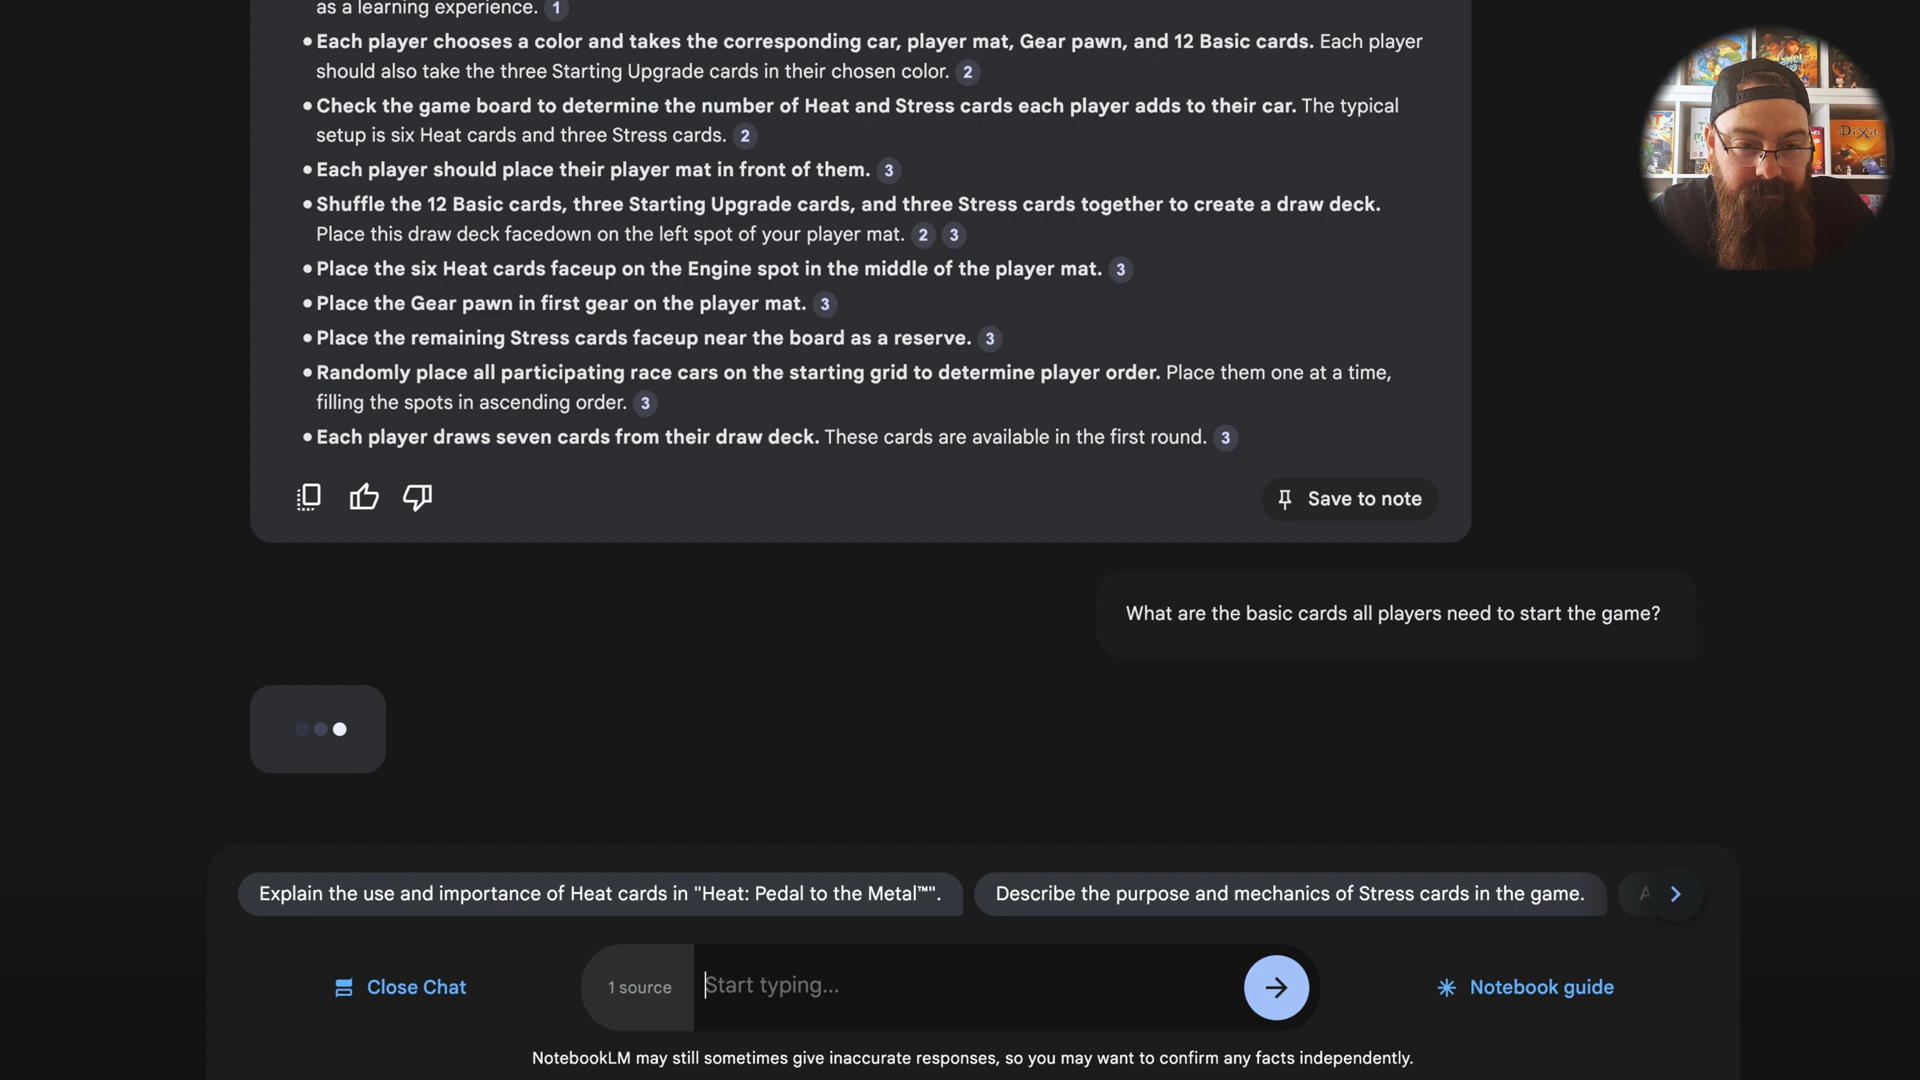 as a learning experience. 1
• Each player chooses a color and takes the corresponding car, player mat, Gear pawn, and 12 Basic cards. Each player
should also take the three Starting Upgrade cards in their chosen color. 2
• Check the game board to determine the number of Heat and Stress cards each player adds to their car. The typical
setup is six Heat cards and three Stress cards. 2
• Each player should place their player mat in front of them. 3
• Shuffle the 12 Basic cards, three Starting Upgrade cards, and three Stress cards together to create a draw deck.
Place this draw deck facedown on the left spot of your player mat. 2 3
• Place the six Heat cards faceup on the Engine spot in the middle of the player mat. 3
• Place the Gear pawn in first gear on the player mat. 3
• Place the remaining Stress cards faceup near the board as a reserve. 3
• Randomly place all participating race cars on the starting grid to determine player order. Place them one at a time,
filling the spots in ascending order. 3
• Each player draws seven cards from their draw deck. These cards are available in the first round. 3
Save to note
What are the basic cards all players need to start the game?
Explain the use and importance of Heat cards in "Heat: Pedal to the Metal™".
Describe the purpose and mechanics of Stress cards in the game.
A
Close Chat
1 source
Start typing...
Notebook guide
NotebookLM may still sometimes give inaccurate responses, so you may want to confirm any facts independently.
DiXit